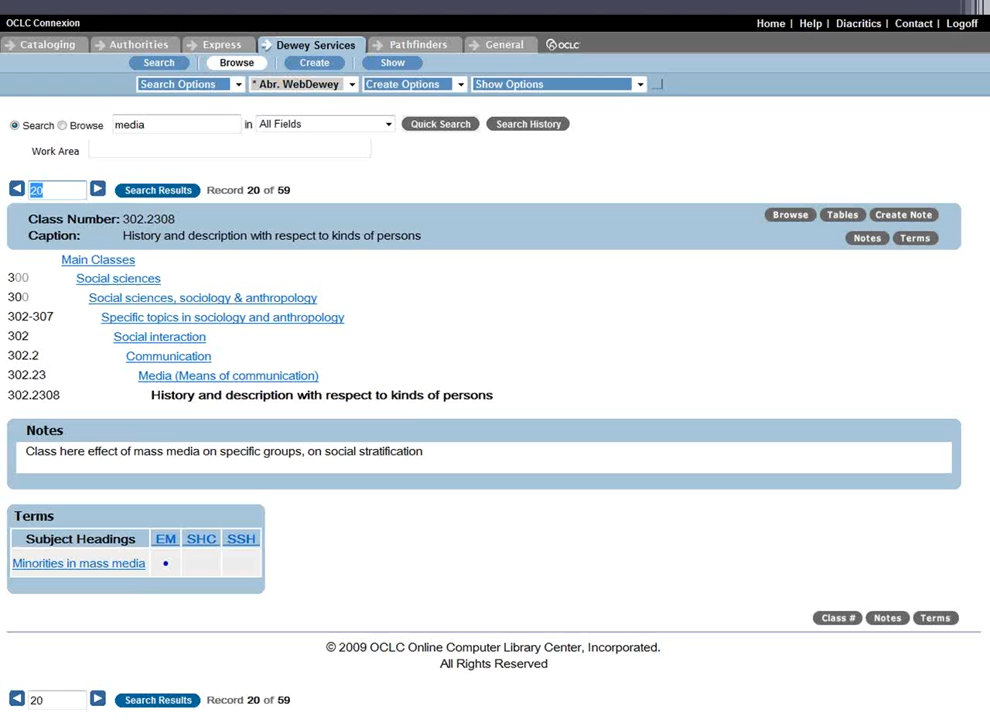 OCLC Connexion
Home | Help | Diacritics | Contact | Logoff
Cataloging Authorities Express Dewey Services Pathfinders General OCLC
Search Browse Create Show
Search Options * Abr. WebDewey Create Options Show Options
Search Browse media in All Fields Quick Search Search History
Work Area
20 Search Results Record 20 of 59
Class Number: 302.2308 Browse Tables Create Note
Caption: History and description with respect to kinds of persons Notes Terms
Main Classes
300 Social sciences
300 Social sciences, sociology & anthropology
302-307 Specific topics in sociology and anthropology
302 Social interaction
302.2 Communication
302.23 Media (Means of communication)
302.2308 History and description with respect to kinds of persons
Notes
Class here effect of mass media on specific groups, on social stratification
Terms
Subject Headings EM SHC SSH
Minorities in mass media •
Class # Notes Terms
© 2009 OCLC Online Computer Library Center, Incorporated.
All Rights Reserved
20 Search Results Record 20 of 59